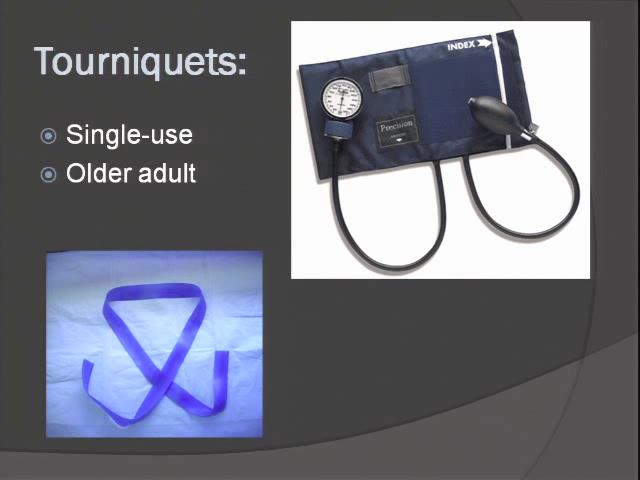 Tourniquets:
Single-use
Older adult
INDEX
Precision